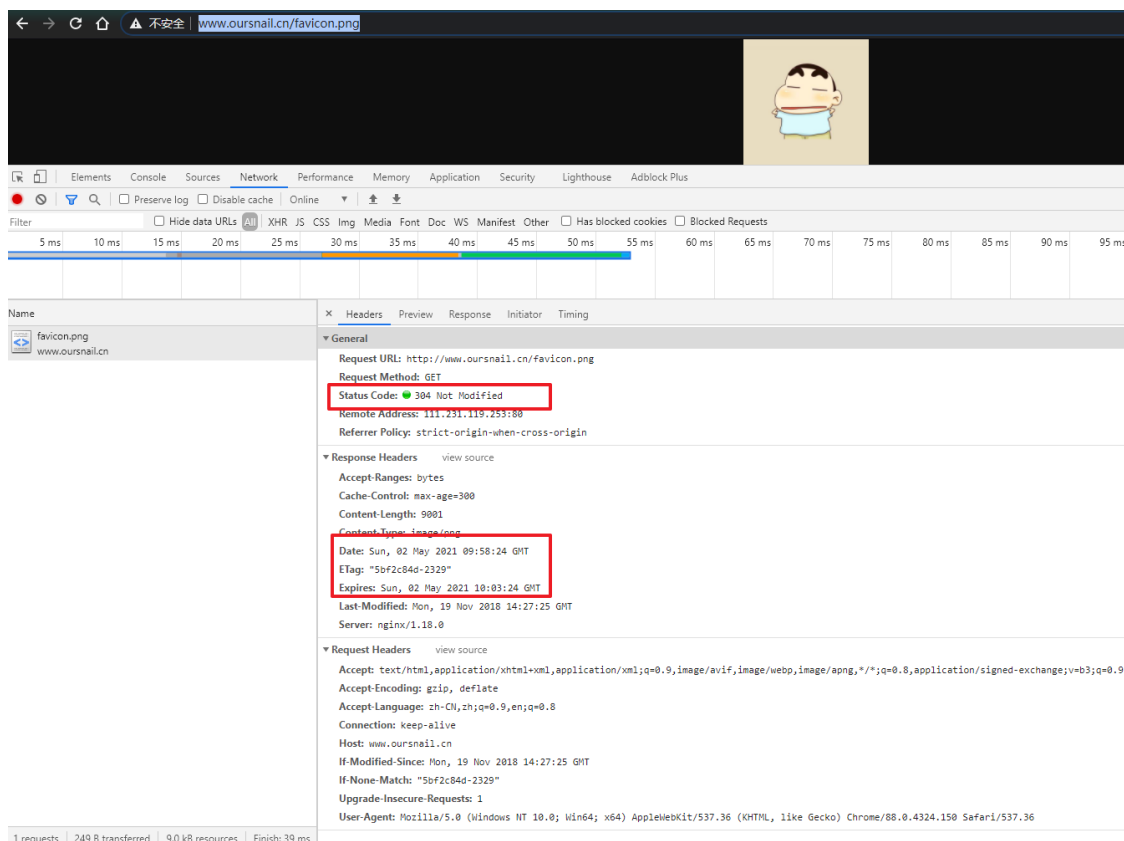 不安全 www.oursnail.cn/favicon.png
Elements Console Sources Network Performance Memory Application Security Lighthouse Adblock Plus
Preserve log Disable cache Online
Filter Hide data URLs All XHR JS CSS Img Media Font Doc WS Manifest Other Has blocked cookies Blocked Requests
5 ms 10 ms 15 ms 20 ms 25 ms 30 ms 35 ms 40 ms 45 ms 50 ms 55 ms 60 ms 65 ms 70 ms 75 ms 80 ms 85 ms 90 ms 95 ms
Name
favicon.png
www.oursnail.cn
× Headers Preview Response Initiator Timing
General
Request URL: http://www.oursnail.cn/favicon.png
Request Method: GET
Status Code: 304 Not Modified
Remote Address: 111.231.119.253:80
Referrer Policy: strict-origin-when-cross-origin
Response Headers view source
Accept-Ranges: bytes
Cache-Control: max-age=300
Content-Length: 9001
Content-Type: image/png
Date: Sun, 02 May 2021 09:58:24 GMT
ETag: "5bf2c84d-2329"
Expires: Sun, 02 May 2021 10:03:24 GMT
Last-Modified: Mon, 19 Nov 2018 14:27:25 GMT
Server: nginx/1.18.0
Request Headers view source
Accept: text/html,application/xhtml+xml,application/xml;q=0.9,image/avif,image/webp,image/apng,*/*;q=0.8,application/signed-exchange;v=b3;q=0.9
Accept-Encoding: gzip, deflate
Accept-Language: zh-CN,zh;q=0.9,en;q=0.8
Connection: keep-alive
Host: www.oursnail.cn
If-Modified-Since: Mon, 19 Nov 2018 14:27:25 GMT
If-None-Match: "5bf2c84d-2329"
Upgrade-Insecure-Requests: 1
User-Agent: Mozilla/5.0 (Windows NT 10.0; Win64; x64) AppleWebKit/537.36 (KHTML, like Gecko) Chrome/88.0.4324.150 Safari/537.36
1 requests 249 B transferred 9.0 kB resources Finish: 39 ms